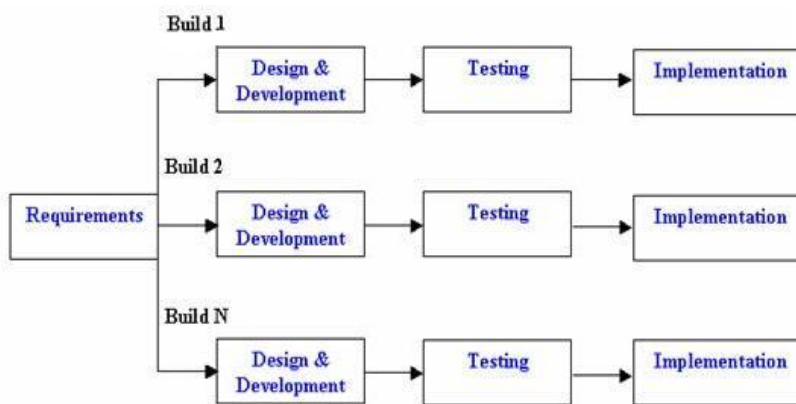 Build 1
Design &
Development
Testing
Implementation
Build 2
Requirements
Design &
Development
Testing
Implementation
Build N
Design &
Development
Testing
Implementation